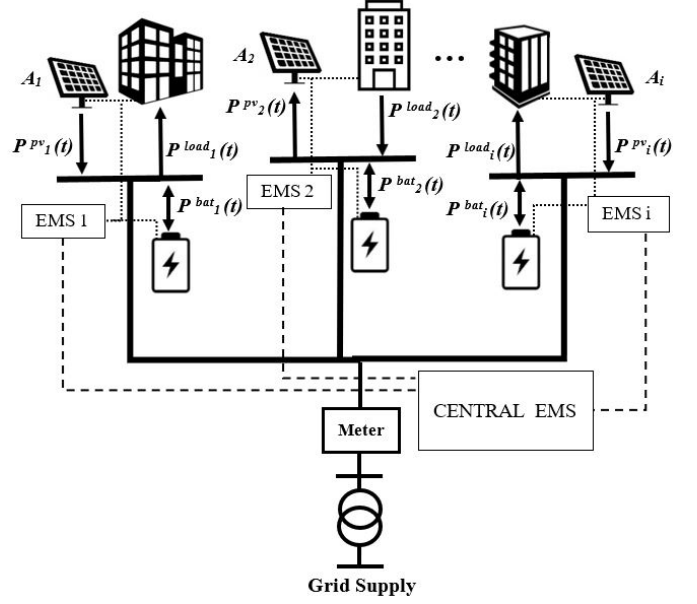 A1
A2
...
Ai
P pv1(t)
P load1(t)
P pv2(t)
P load2(t)
P loadi(t)
P pvi(t)
P bat1(t)
P bat2(t)
P bati(t)
EMS 1
EMS 2
EMS i
CENTRAL EMS
Meter
Grid Supply